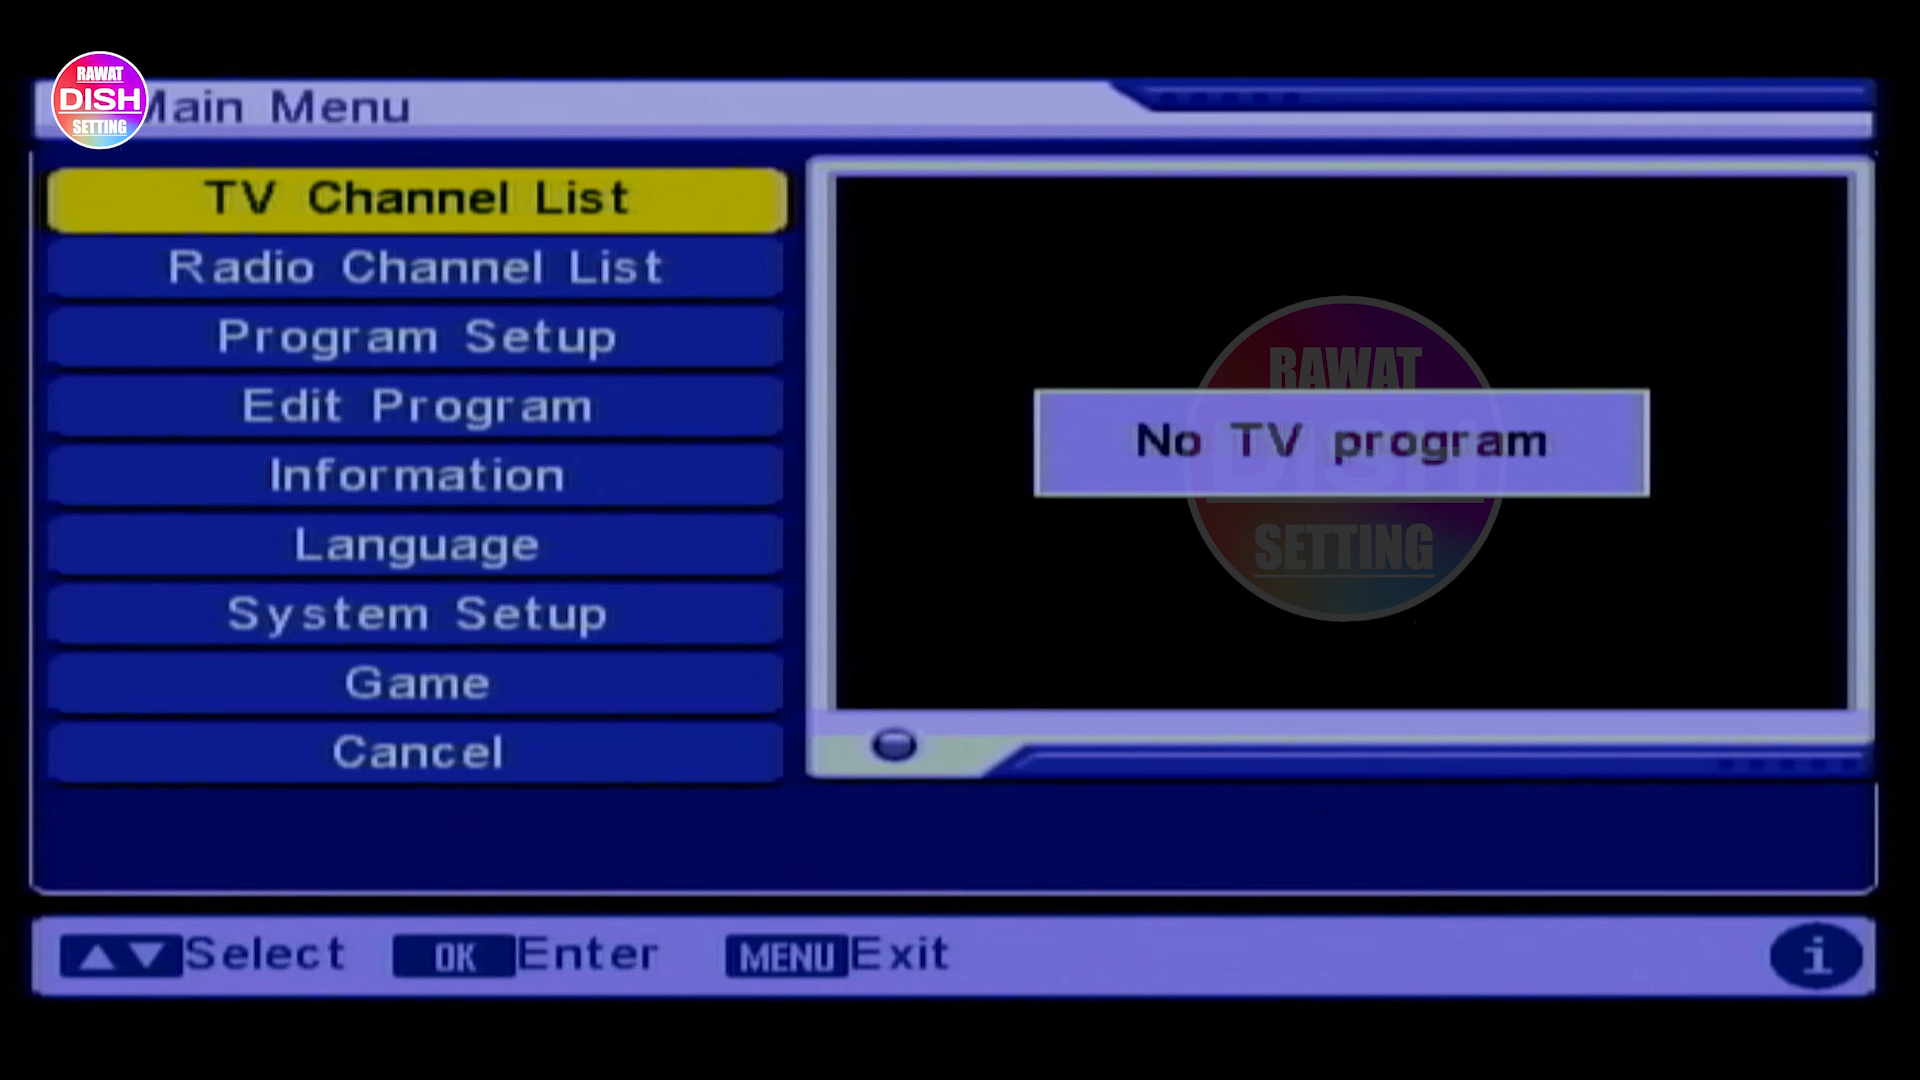 RAWAT
DISH
SETTING
Main Menu
TV Channel List
Radio Channel List
Program Setup
Edit Program
Information
Language
System Setup
Game
Cancel
RAWAT
No TV program
DISH
SETTING
Select
OK Enter
MENU Exit
i